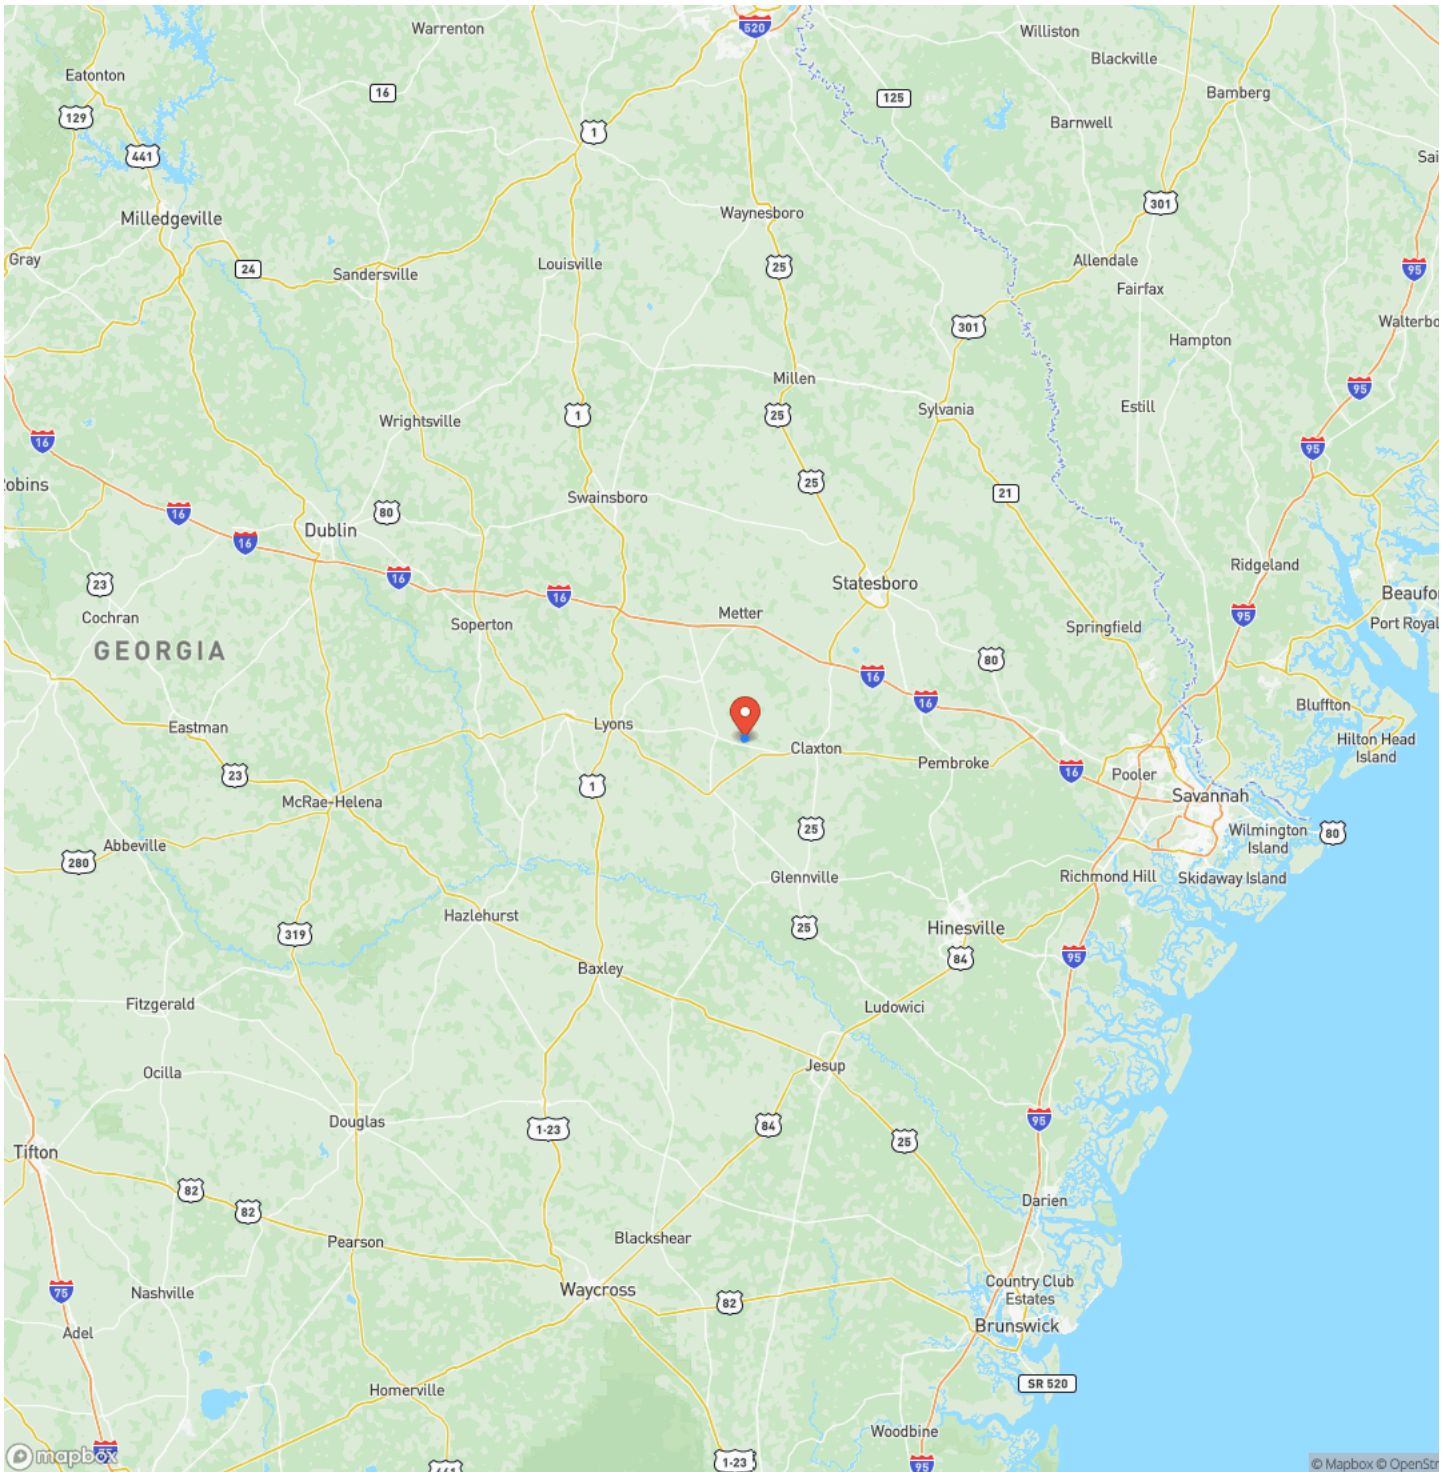 520
Warrenton
Williston
Blackville
Eatonton
16
125
Bamberg
129
Barnwell
1
441
Sai
301
Milledgeville
Waynesboro
Gray
24
Sandersville
Louisville
25
Allendale
95
Fairfax
301
Walterbo
Hampton
Millen
95
Wrightsville
1
25
Sylvania
Estill
16
95
obins
25
21
Swainsboro
16
80
Dublin
16
Ridgeland
16
23
16
Statesboro
Beaufo
Cochran
Metter
95
Port Royal
Soperton
Springfield
GEORGIA
80
16
16
Bluffton
Eastman
Lyons
Hilton Head
Island
Claxton
Pembroke
23
16
Pooler
1
Savannah
McRae-Helena
25
Wilmington
Island
80
Abbeville
280
Glennville
Richmond Hill
Skidaway Island
Hazlehurst
25
Hinesville
319
84
95
Baxley
Fitzgerald
Ludowici
Ocilla
Jesup
Douglas
1-23
84
95
25
Tifton
82
82
Darien
Pearson
Blackshear
75
Nashville
Waycross
82
Country Club
Estates
Brunswick
Adel
Homerville
SR 520
Woodbine
mapbox
75
441
1-23
95
© Mapbox © OpenStr